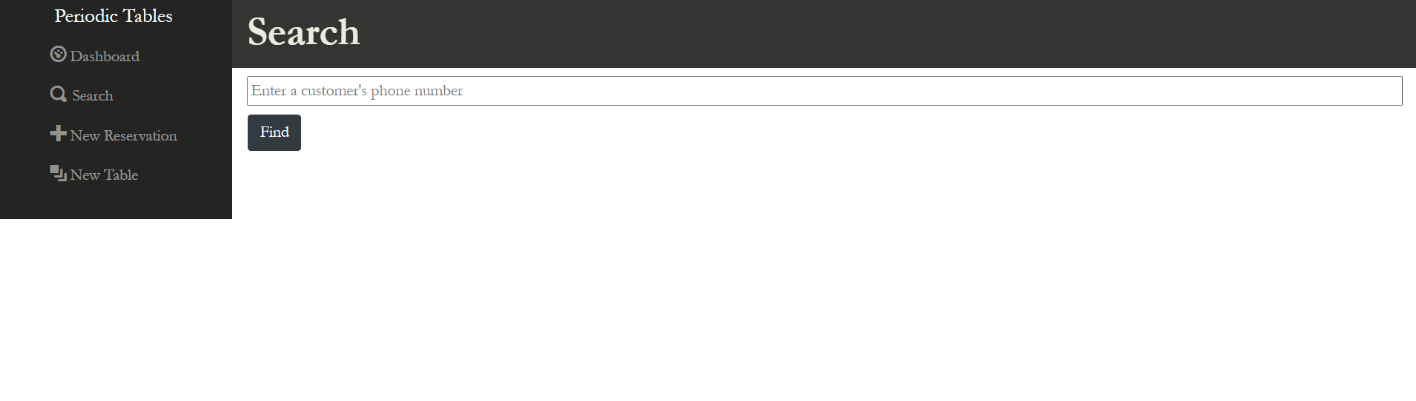 Periodic Tables
Dashboard
Search
New Reservation
New Table
Search
Enter a customer's phone number
Find